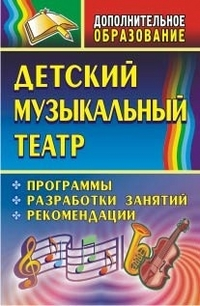 ДОПОЛНИТЕЛЬНОЕ
ОБРАЗОВАНИЕ
ДЕТСКИЙ
МУЗЫКАЛЬНЫЙ
ТЕАТР
ПРОГРАММЫ
РАЗРАБОТКИ ЗАНЯТИЙ
РЕКОМЕНДАЦИИ